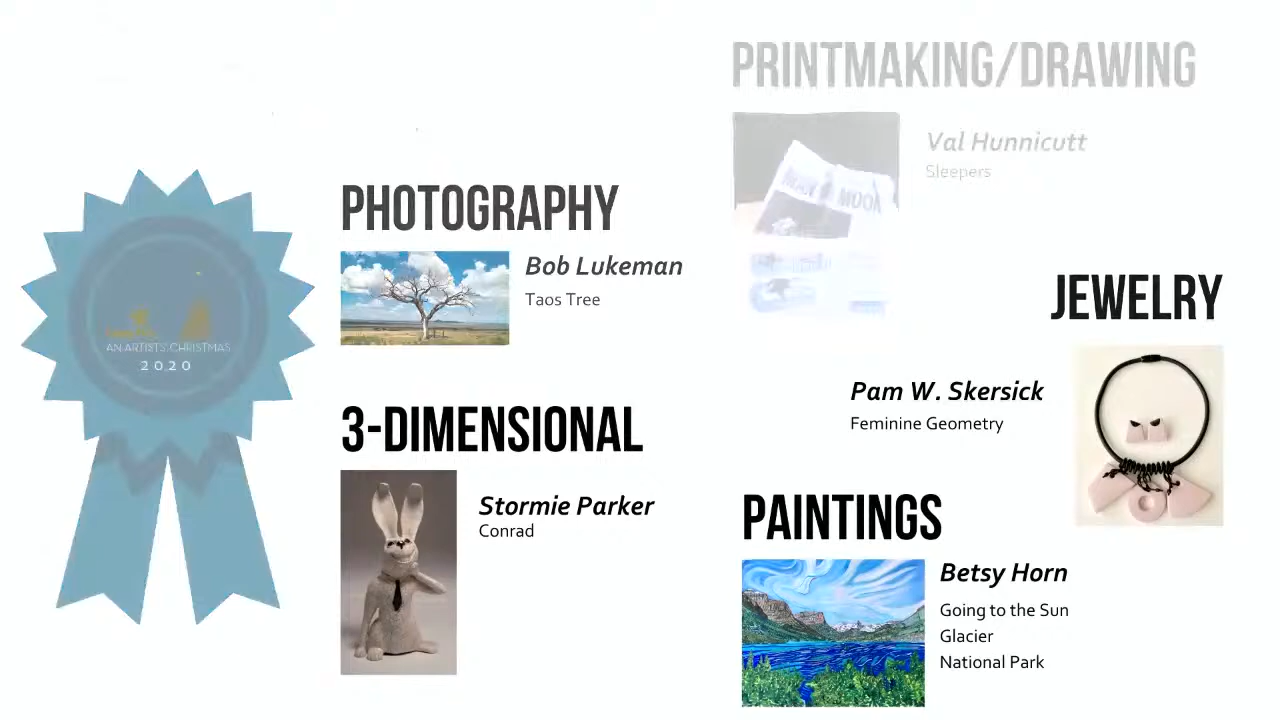 PRINTMAKING/DRAWING
Val Hunnicutt
Sleepers
PHOTOGRAPHY
Bob Lukeman
Taos Tree
JEWELRY
Pam W. Skersick
Feminine Geometry
AN ARTISTS' CHRISTMAS
2020
3-DIMENSIONAL
Stormie Parker
Conrad
PAINTINGS
Betsy Horn
Going to the Sun
Glacier
National Park